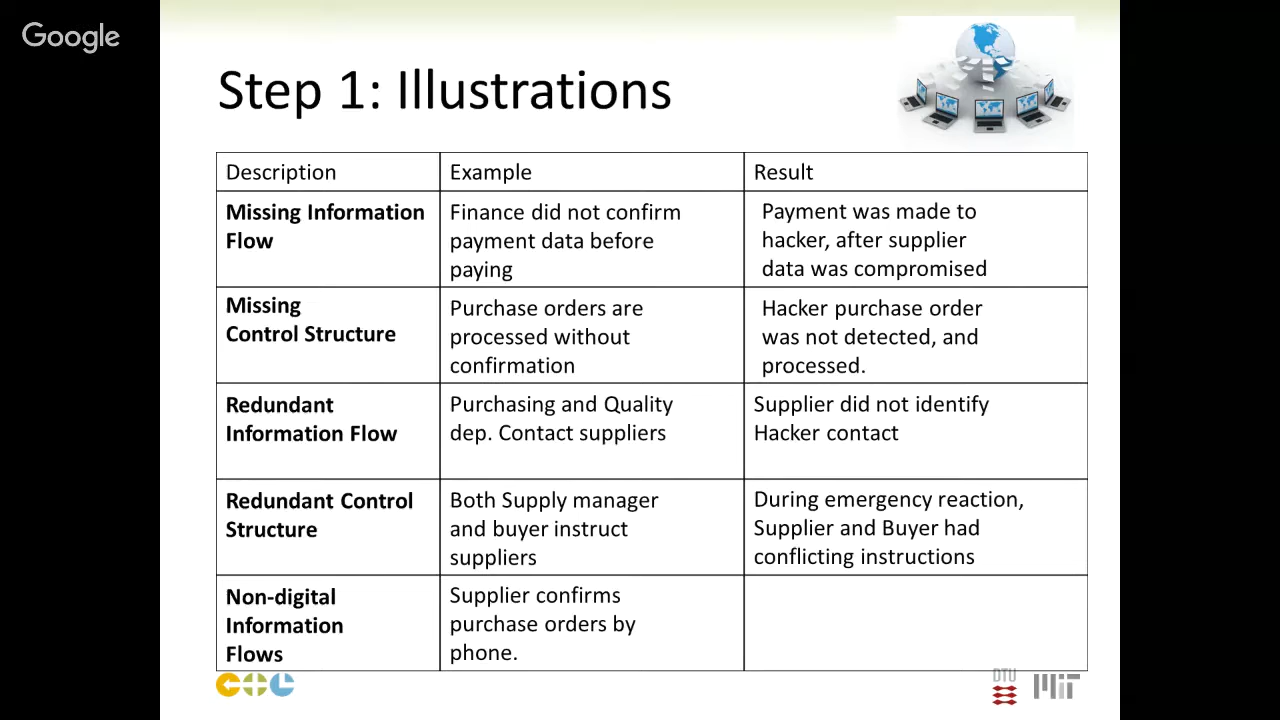 Google
Step 1: Illustrations
Description
Example
Result
Missing Information
Flow
Finance did not confirm
payment data before
paying
Payment was made to
hacker, after supplier
data was compromised
Missing
Control Structure
Purchase orders are
processed without
confirmation
Hacker purchase order
was not detected, and
processed.
Redundant
Information Flow
Purchasing and Quality
dep. Contact suppliers
Supplier did not identify
Hacker contact
Redundant Control
Structure
Both Supply manager
and buyer instruct
suppliers
During emergency reaction,
Supplier and Buyer had
conflicting instructions
Non-digital
Information
Flows
Supplier confirms
purchase orders by
phone.
CTL
DTU
MIT